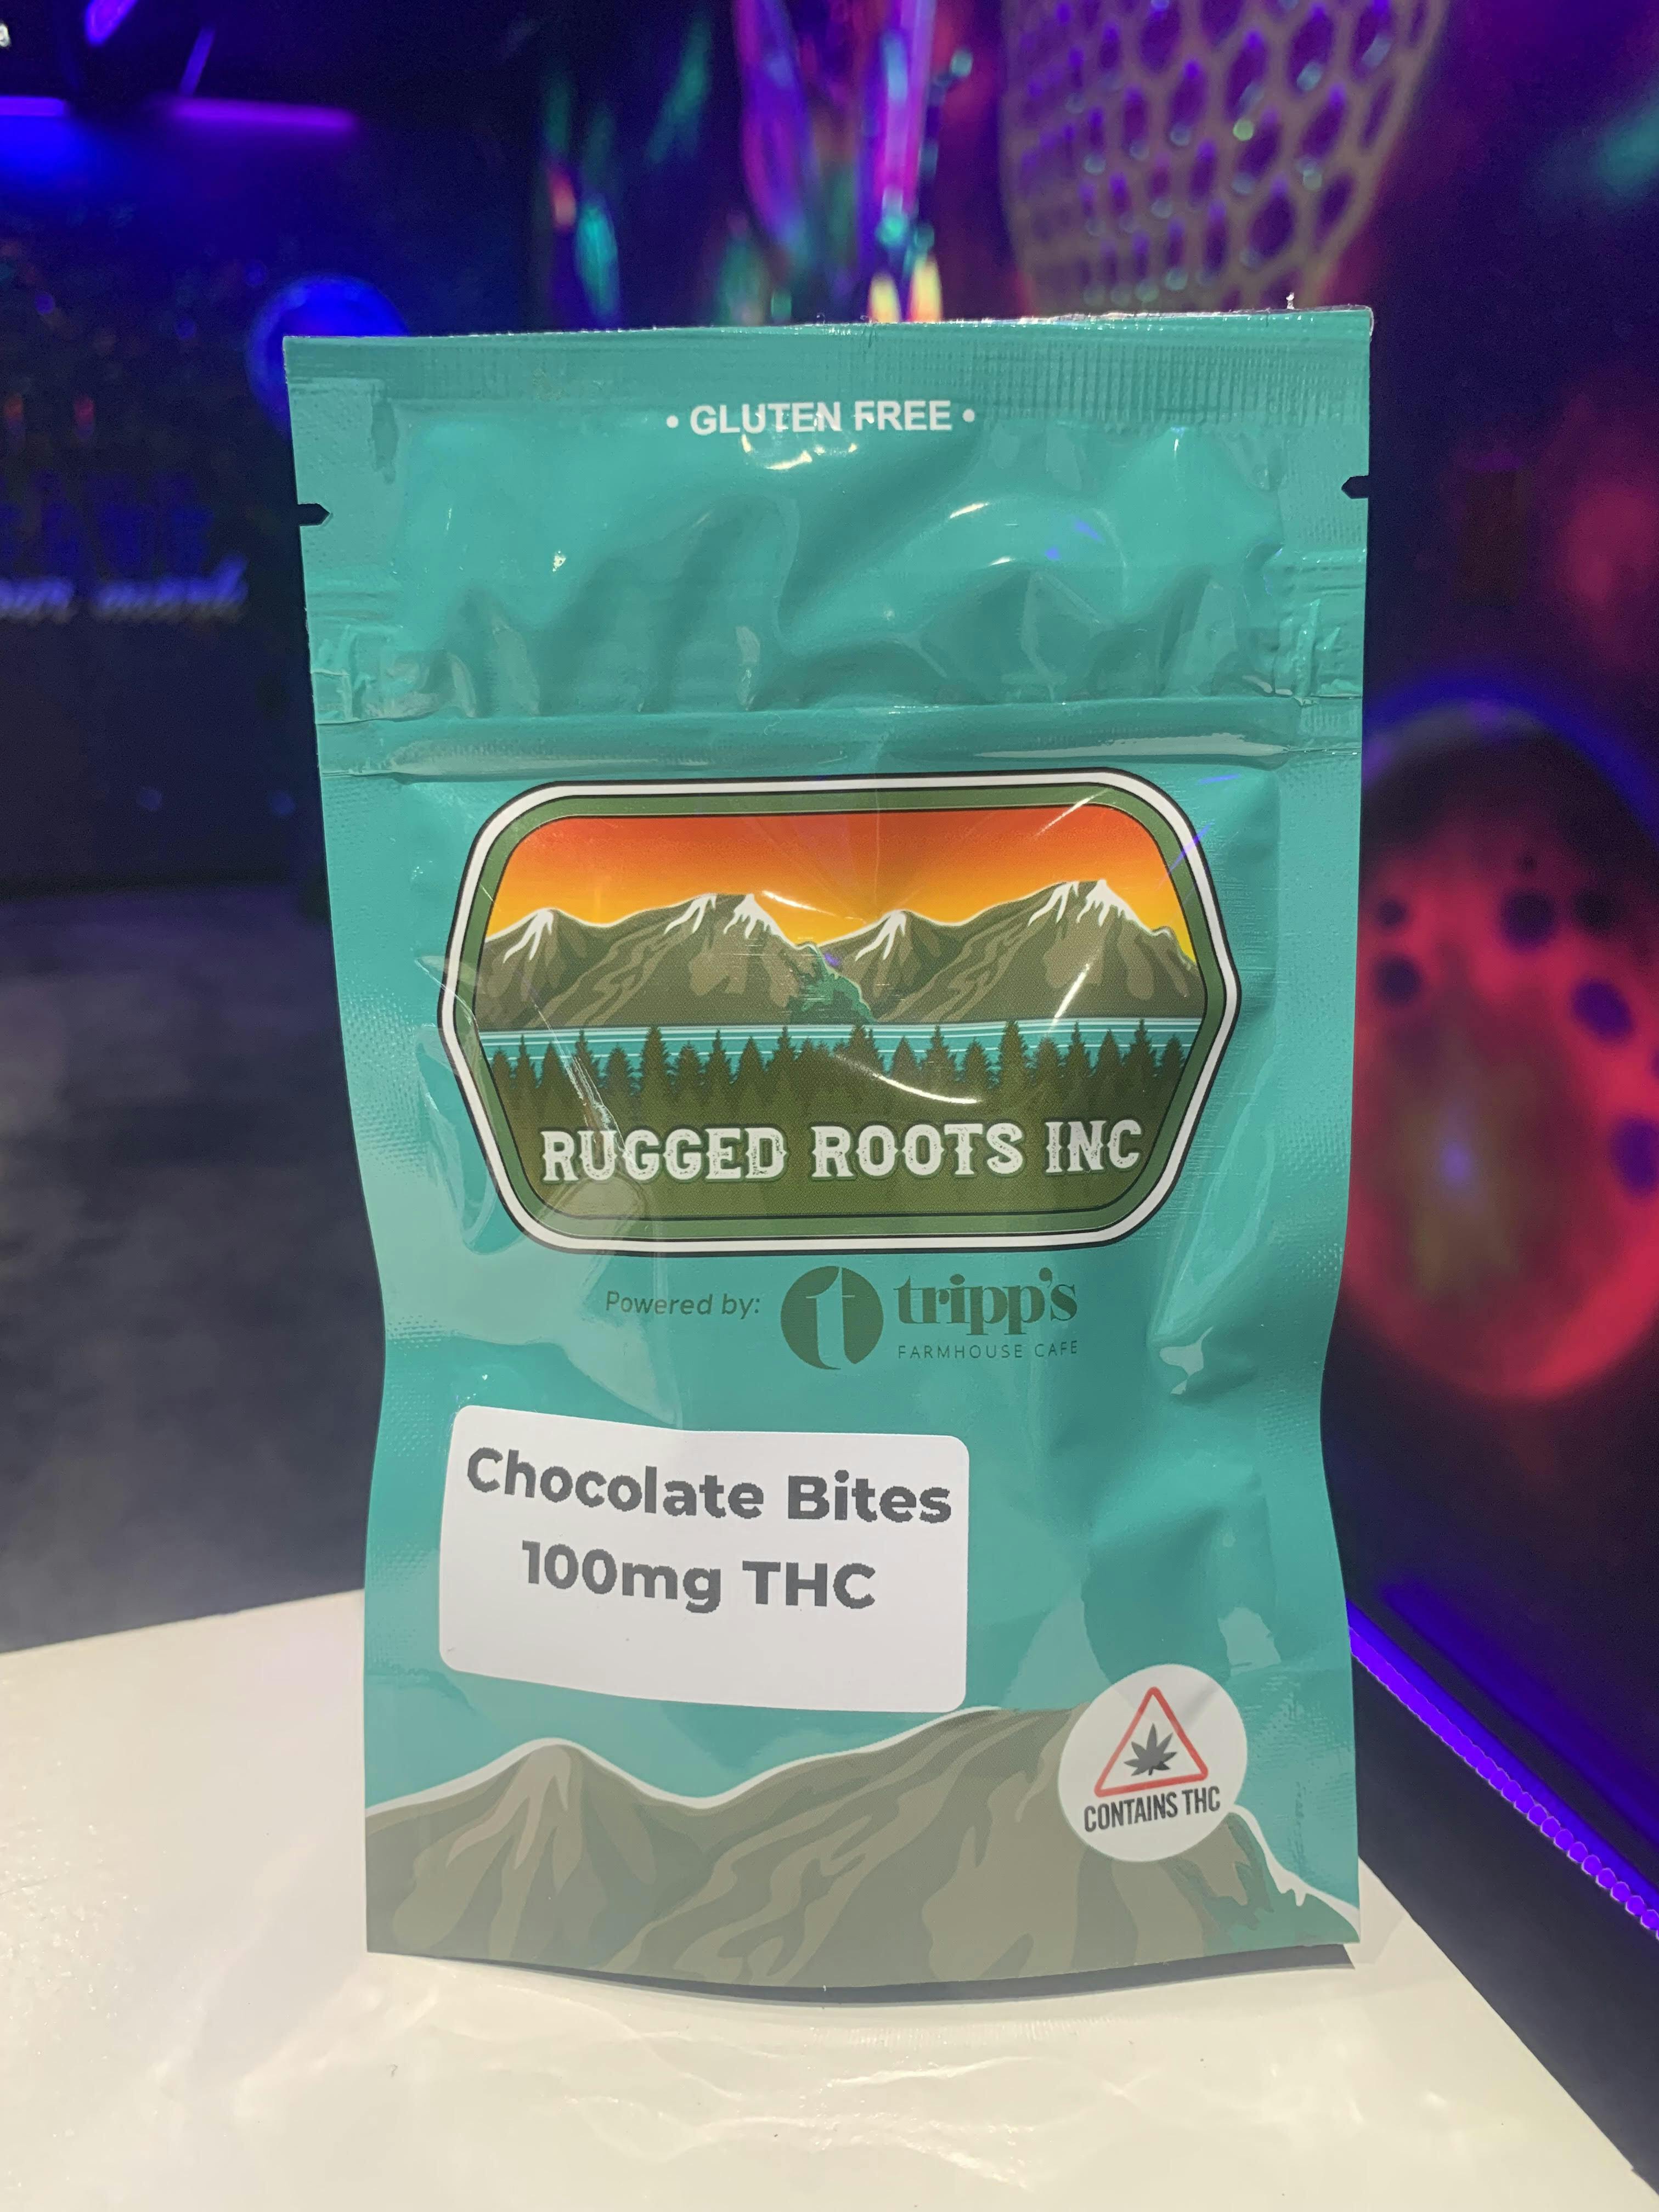 • GLUTEN FREE •
RUGGED ROOTS INC
Powered by:
t
tripp's
FARMHOUSE CAFE
Chocolate Bites
100mg THC
CONTAINS THC